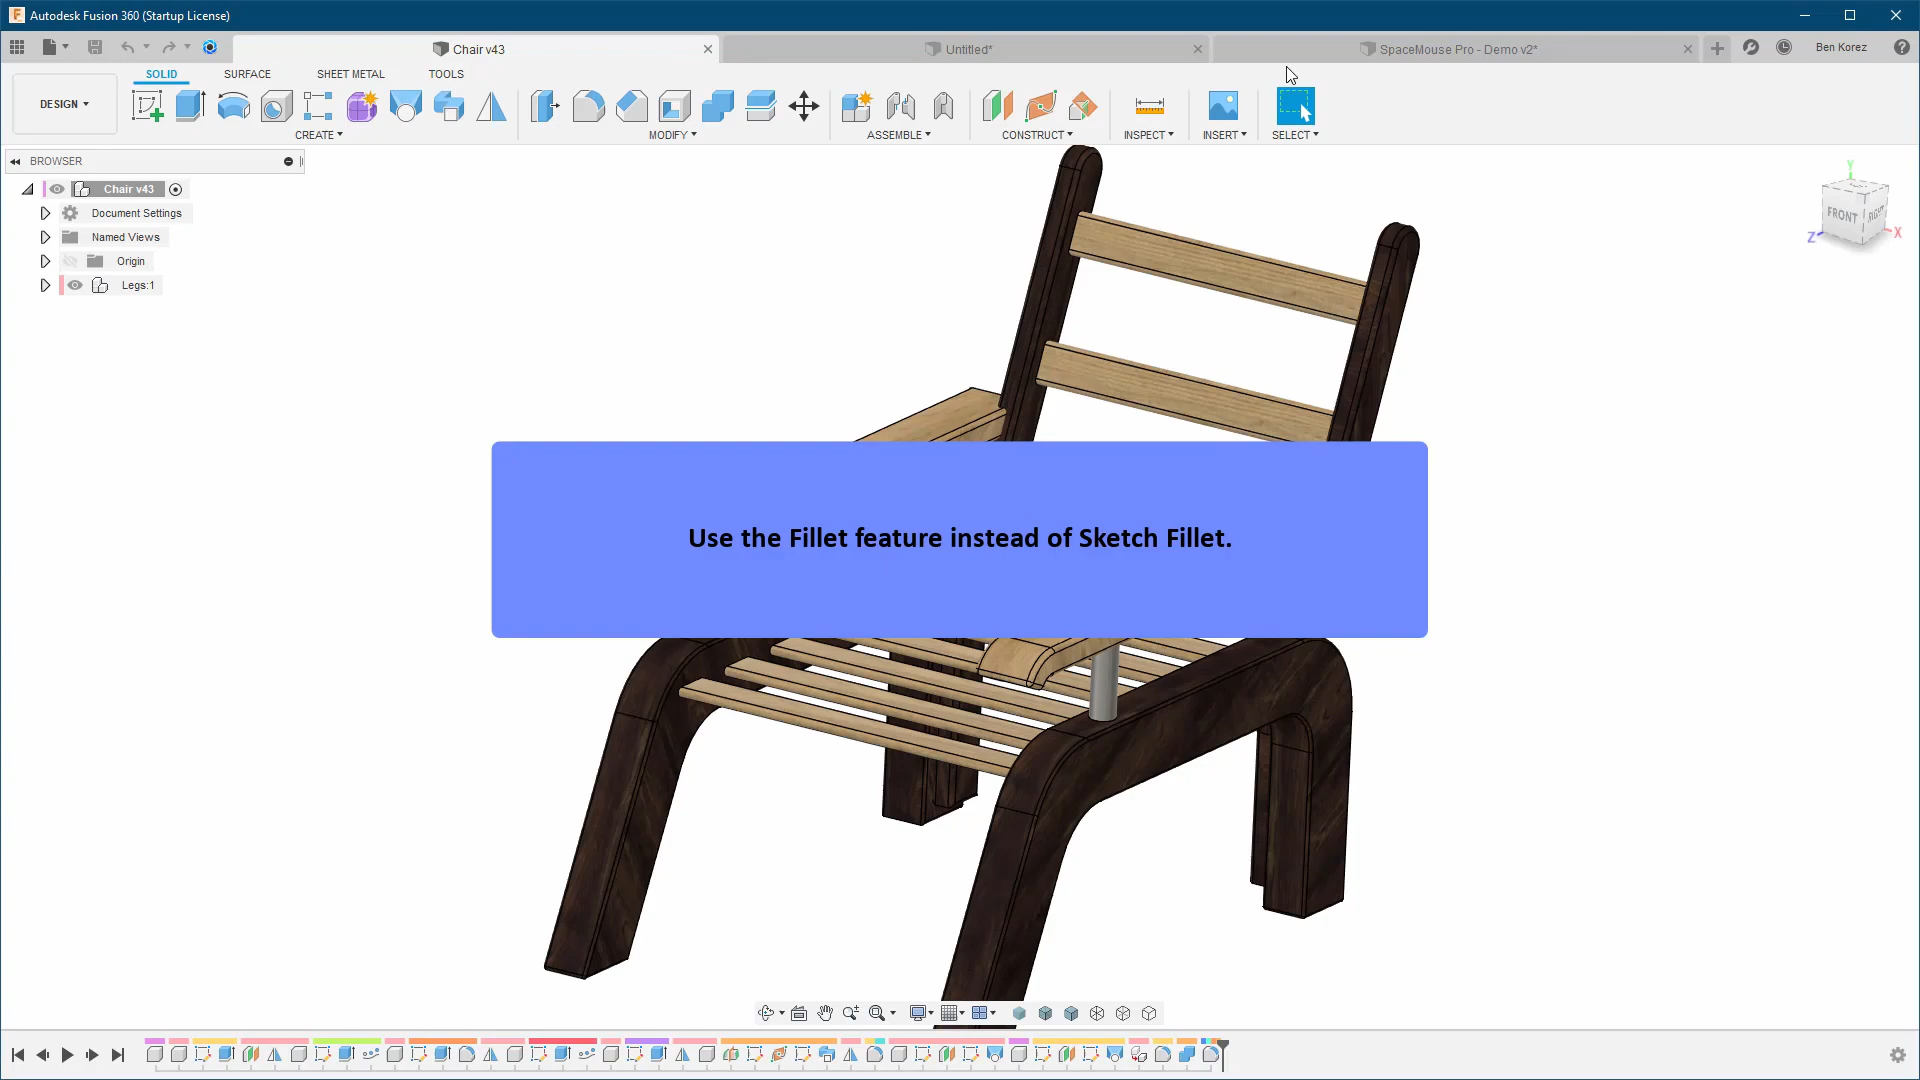 Autodesk Fusion 360 (Startup License)
Chair v43
Untitled*
SpaceMouse Pro - Demo v2*
Ben Korez
SOLID
SURFACE
SHEET METAL
TOOLS
DESIGN
CREATE
MODIFY
ASSEMBLE
CONSTRUCT
INSPECT
INSERT
SELECT
BROWSER
Chair v43
Document Settings
Named Views
Origin
Legs:1
Y
FRONT
RIGHT
Z
X
Use the Fillet feature instead of Sketch Fillet.